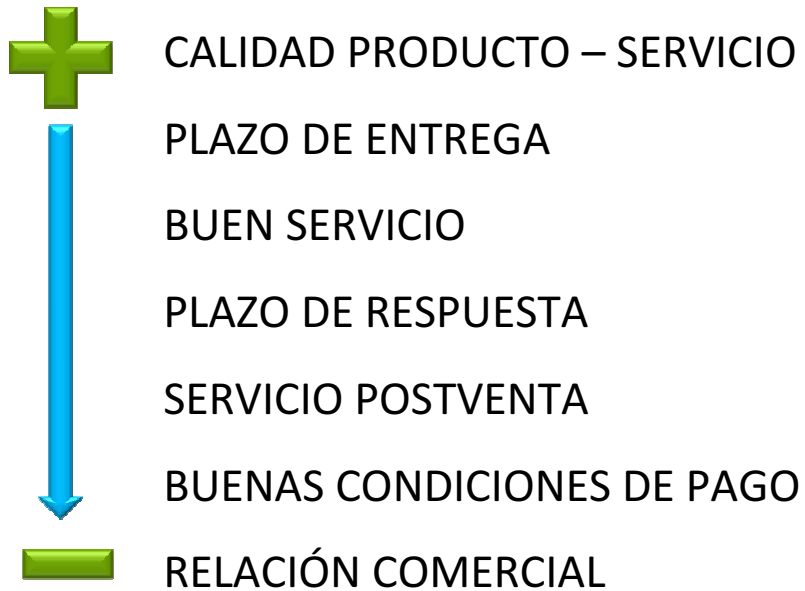 CALIDAD PRODUCTO – SERVICIO
PLAZO DE ENTREGA
BUEN SERVICIO
PLAZO DE RESPUESTA
SERVICIO POSTVENTA
BUENAS CONDICIONES DE PAGO
RELACIÓN COMERCIAL